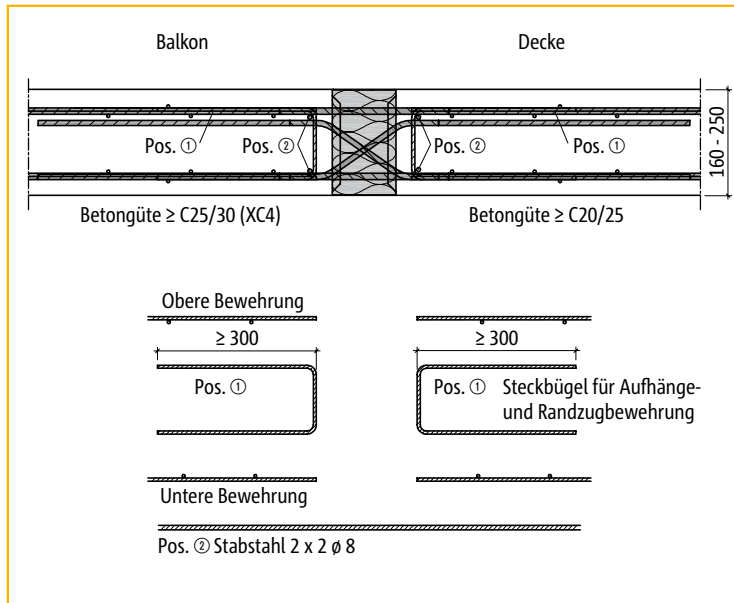 Balkon Decke
Pos. ① Pos. ② Pos. ② Pos. ①
160 - 250
Betongüte ≥ C25/30 (XC4) Betongüte ≥ C20/25
Obere Bewehrung
≥ 300 ≥ 300
Pos. ① Pos. ① Steckbügel für Aufhänge-
und Randzugbewehrung
Untere Bewehrung
Pos. ② Stabstahl 2 x 2 ø 8